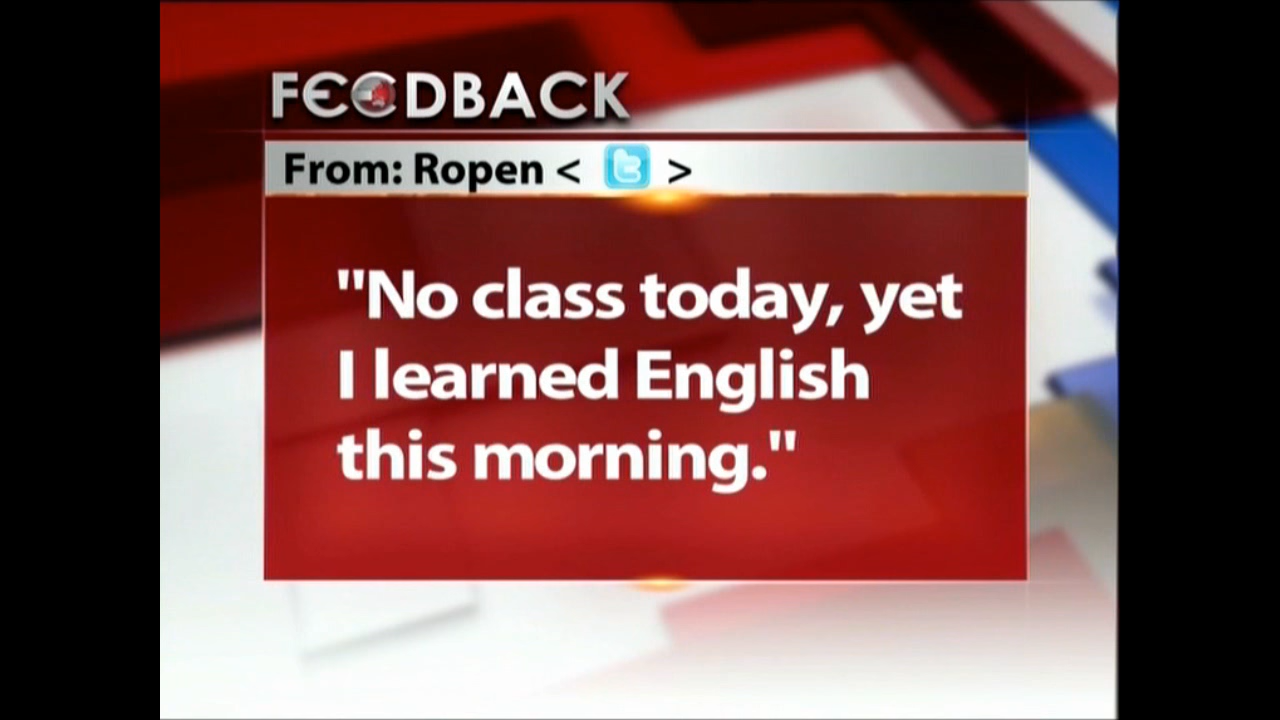 FEEDBACK
From: Ropen < >
"No class today, yet
I learned English
this morning."